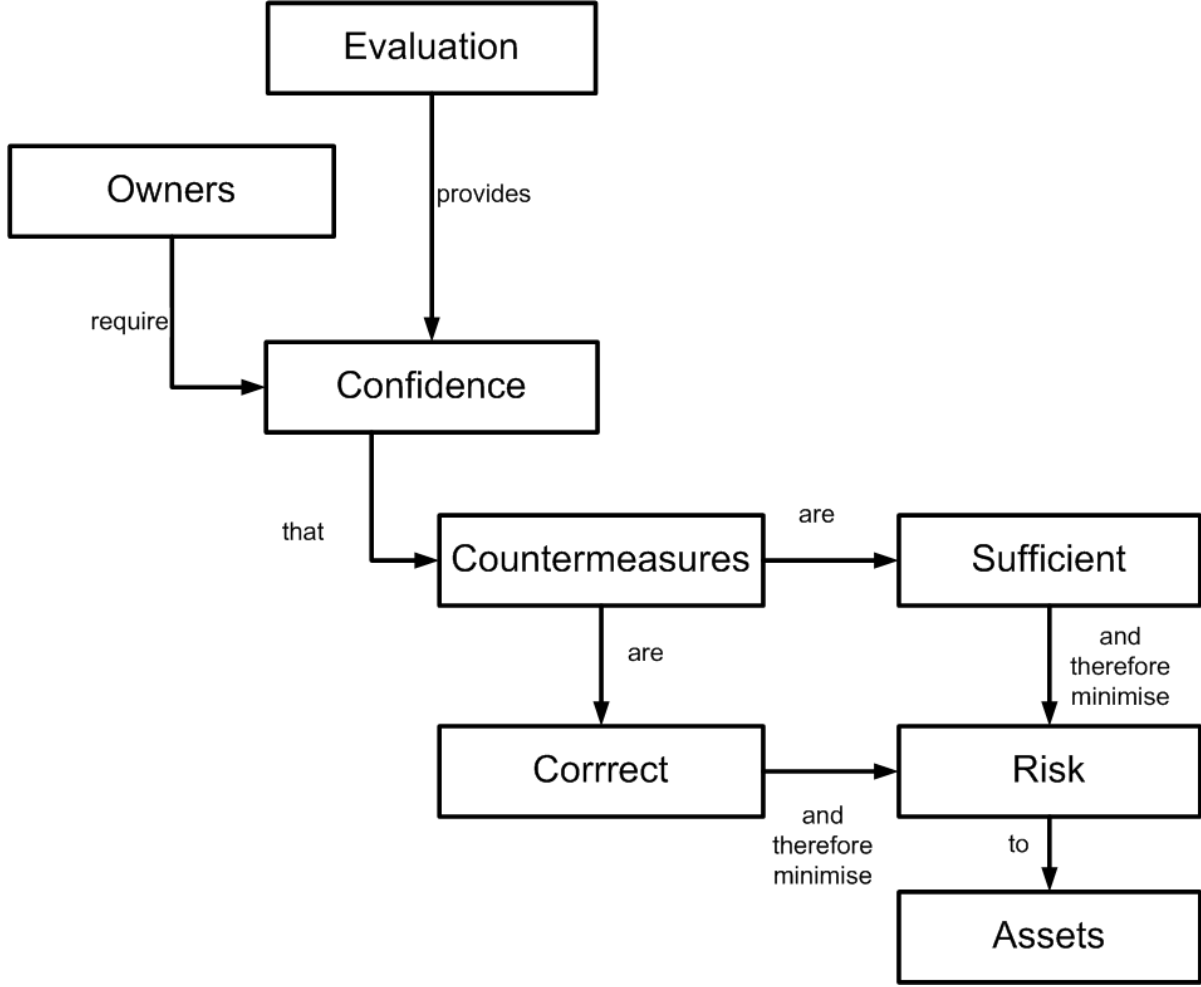 Evaluation
Owners
provides
require
Confidence
that
Countermeasures
are
Sufficient
are
and
therefore
minimise
Corrrect
and
therefore
minimise
Risk
to
Assets